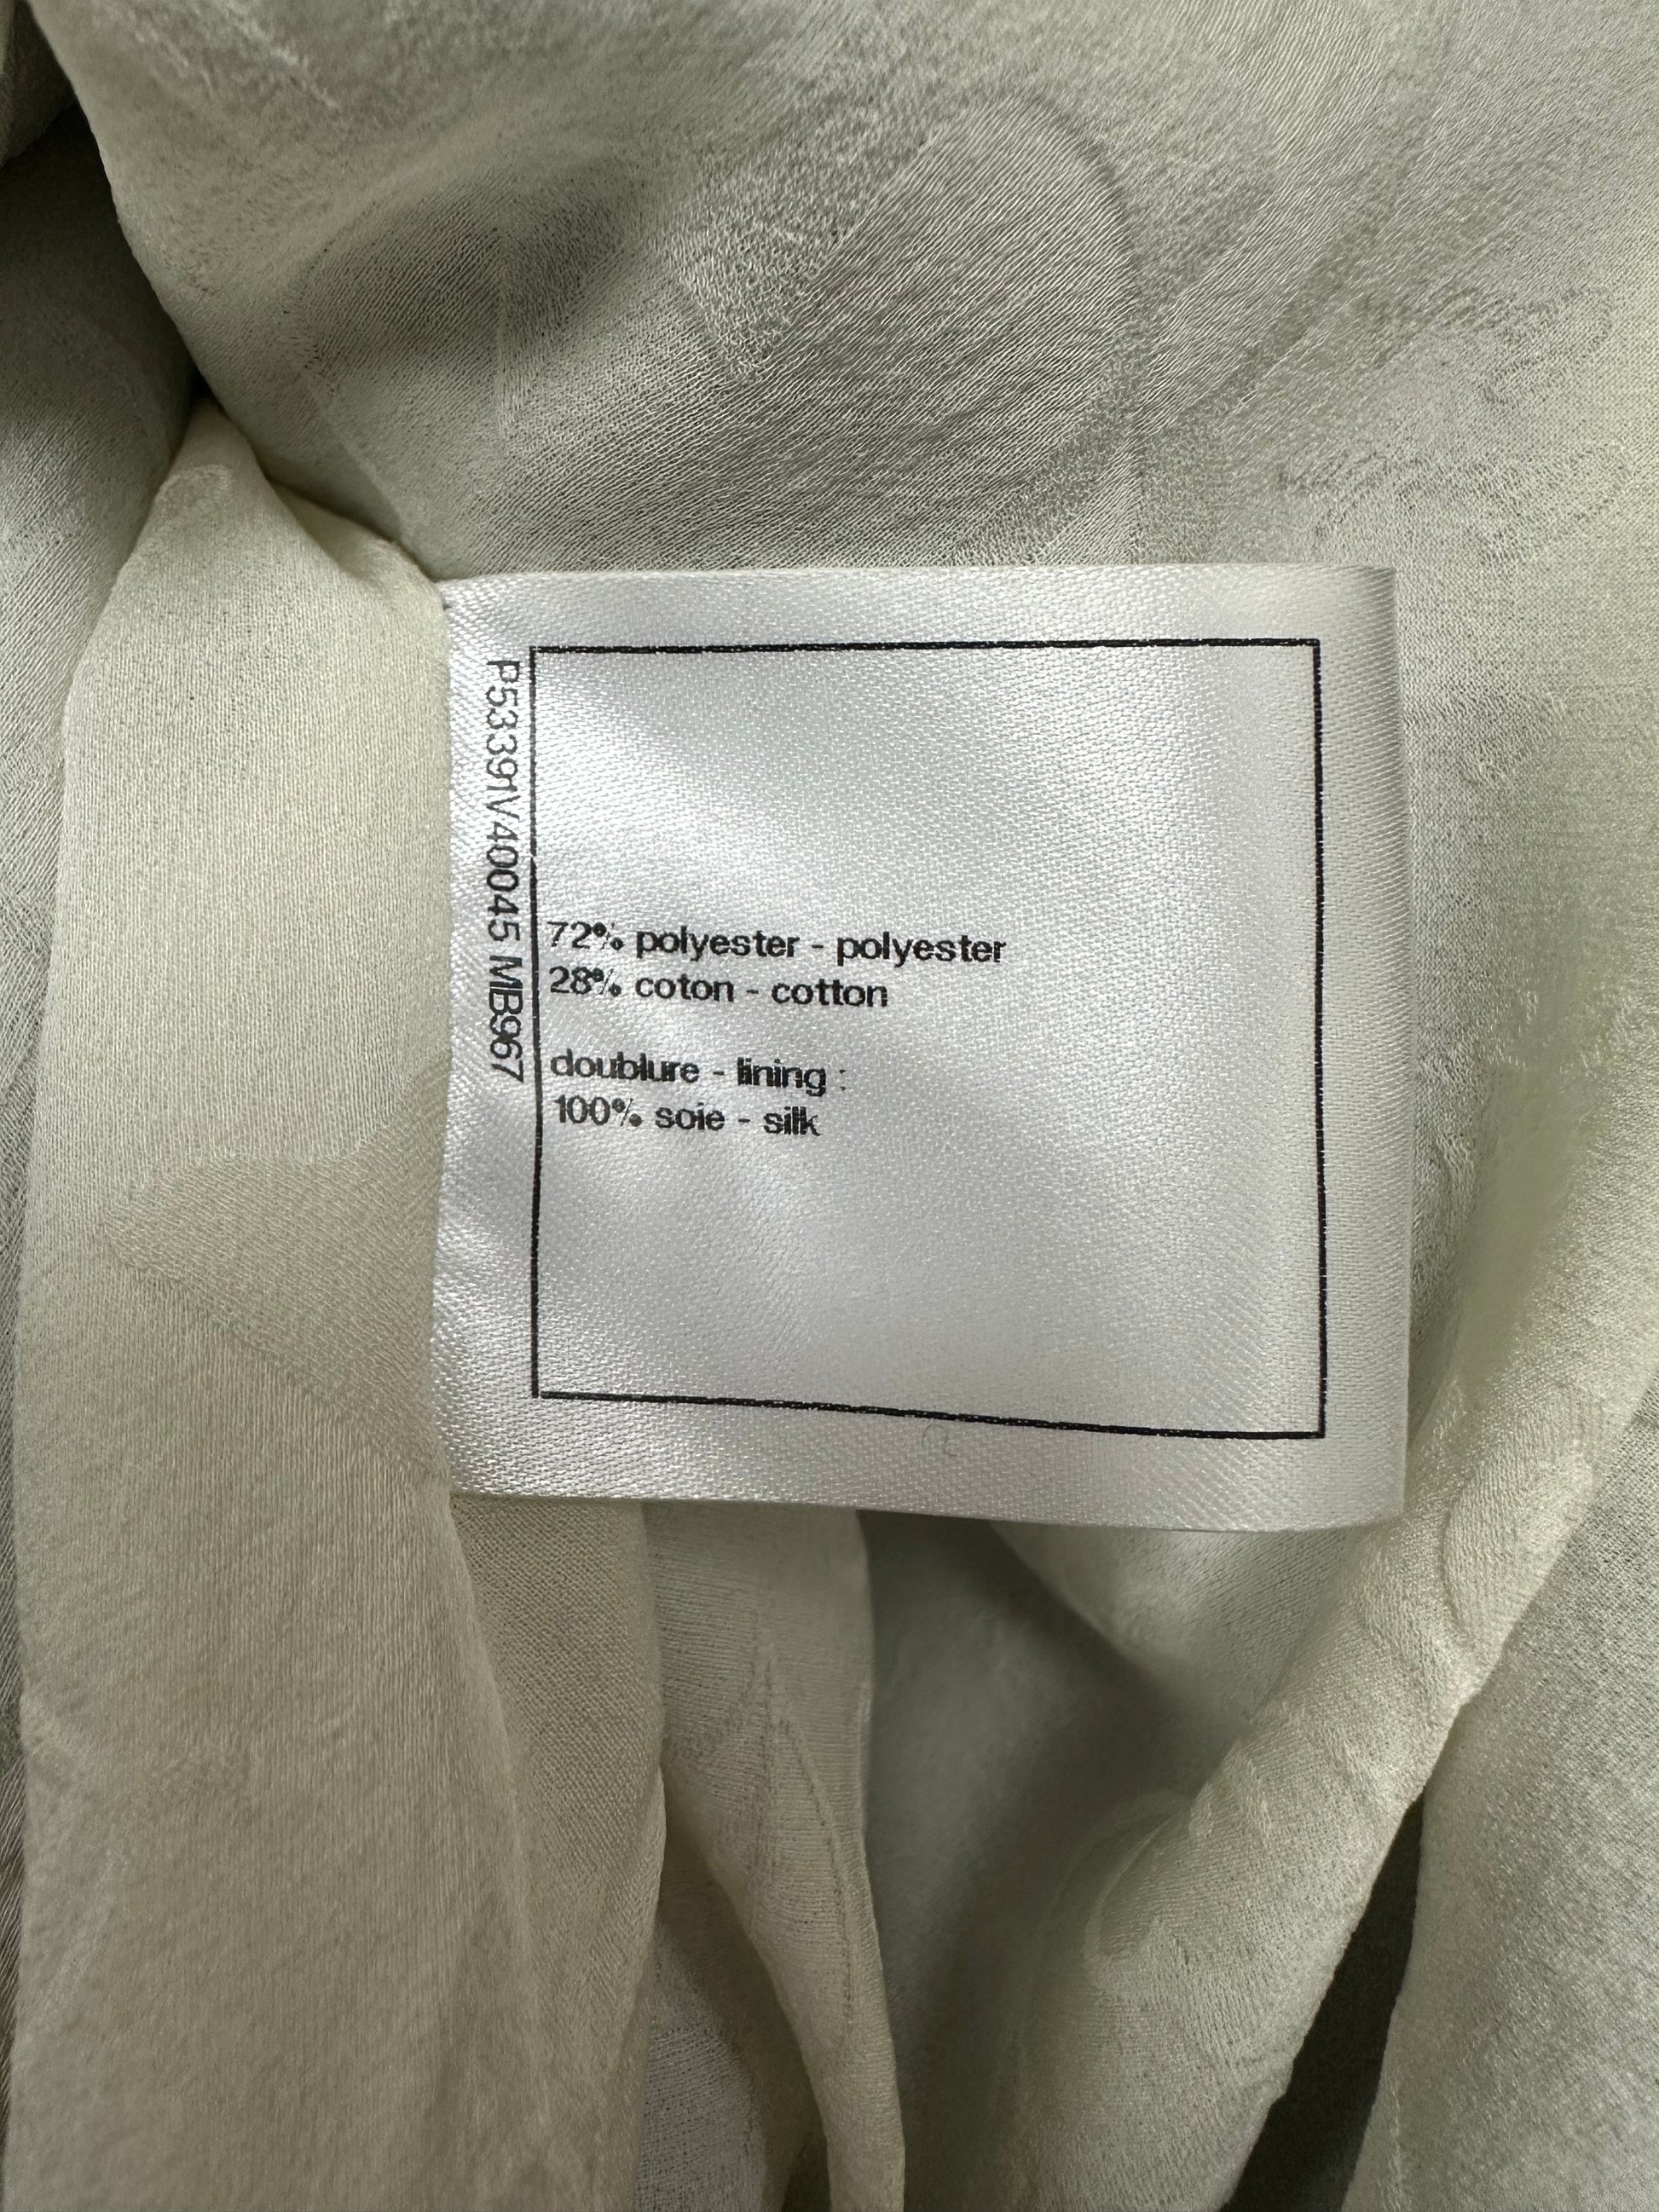 P53391V40045 MB967
72% polyester - polyester
28% coton - cotton
doublure - lining :
100% soie - silk